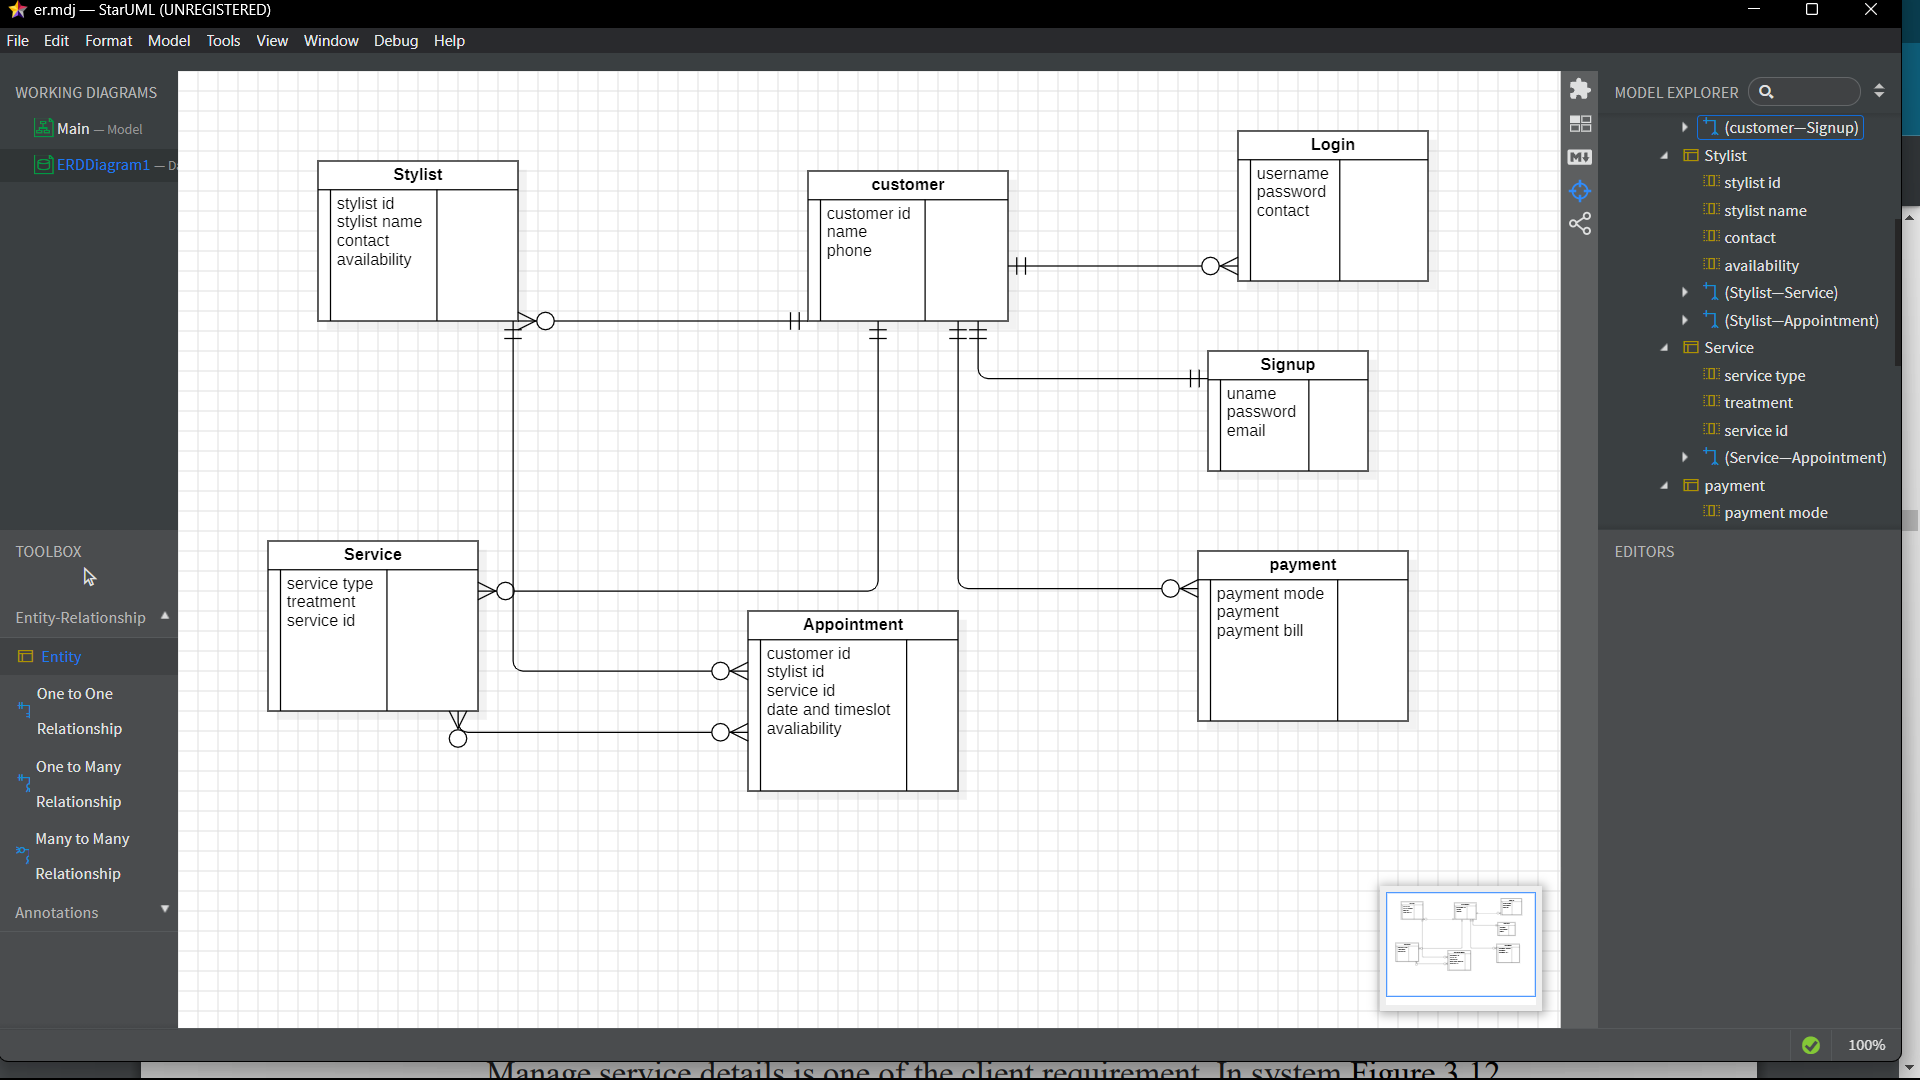 er.mdj — StarUML (UNREGISTERED)
File Edit Format Model Tools View Window Debug Help
WORKING DIAGRAMS
Main — Model
ERDDiagram1 — Da
TOOLBOX
Entity-Relationship
Entity
One to One
Relationship
One to Many
Relationship
Many to Many
Relationship
Annotations
Stylist
stylist id
stylist name
contact
availability
customer
customer id
name
phone
Login
username
password
contact
Signup
uname
password
email
Service
service type
treatment
service id
Appointment
customer id
stylist id
service id
date and timeslot
avaliability
payment
payment mode
payment
payment bill
MODEL EXPLORER
(customer—Signup)
Stylist
stylist id
stylist name
contact
availability
(Stylist—Service)
(Stylist—Appointment)
Service
service type
treatment
service id
(Service—Appointment)
payment
payment mode
EDITORS
100%
Manage service details is one of the client requirement. In system Figure 3.12